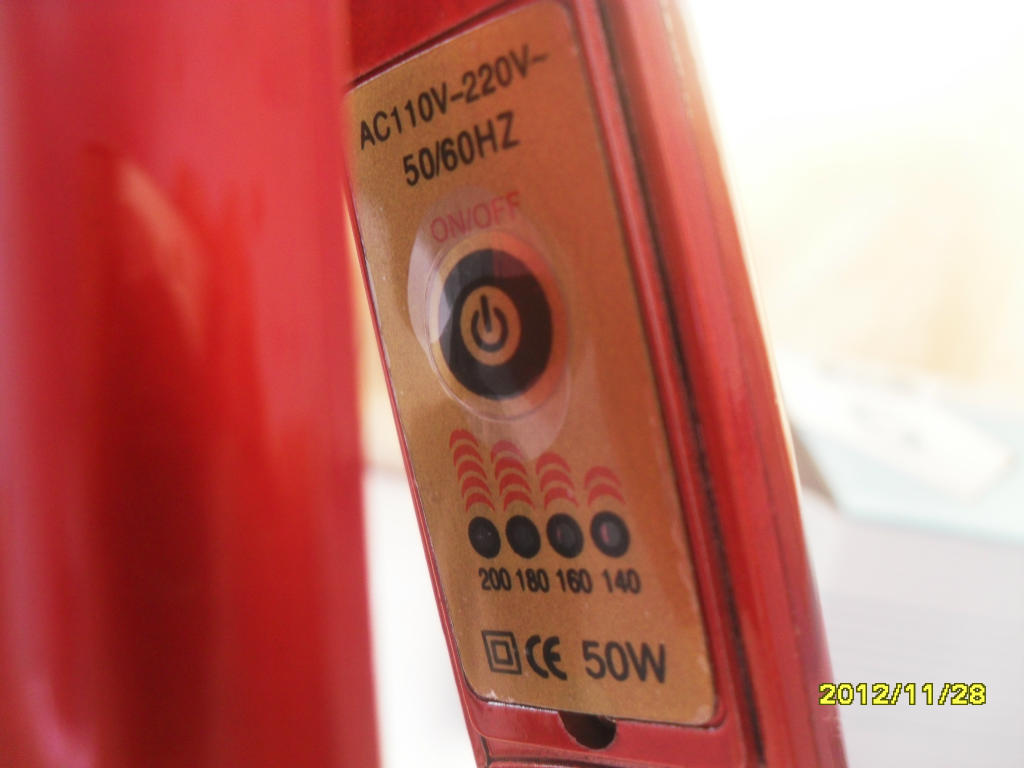 AC110V-220V~
50/60HZ
ON/OFF
200 180 160 140
CE 50W
2012/11/28